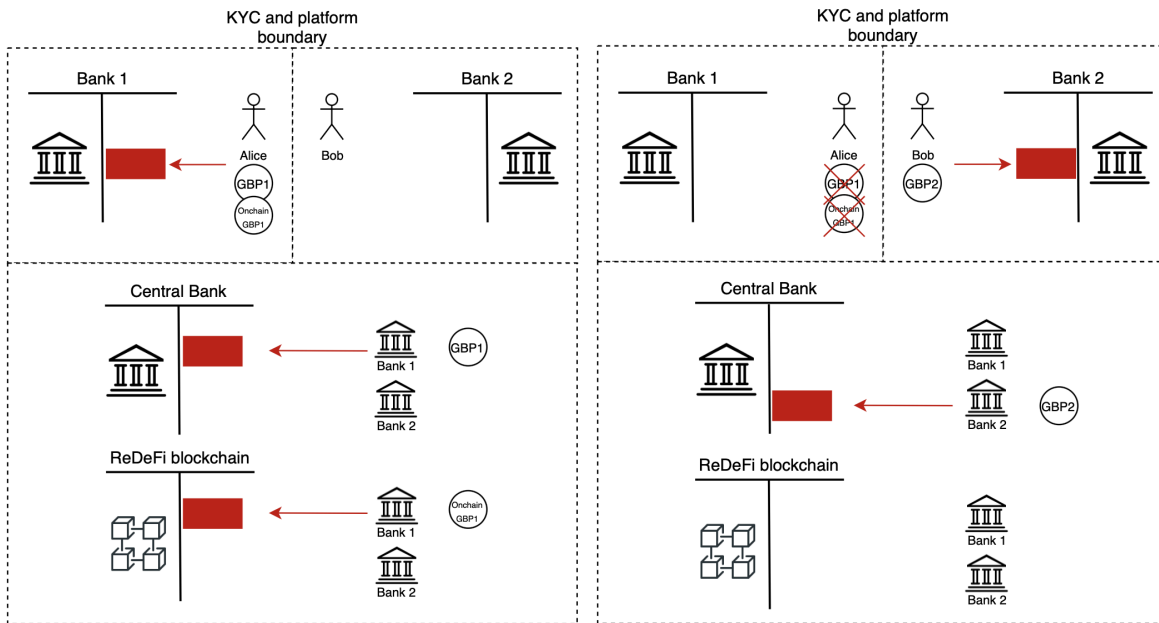 KYC and platform
boundary
Bank 1
Bank 2
Alice
Bob
GBP1
Onchain
GBP1
Central Bank
Bank 1
GBP1
Bank 2
ReDeFi blockchain
Bank 1
Onchain
GBP1
Bank 2
KYC and platform
boundary
Bank 1
Bank 2
Alice
Bob
GBP1
GBP2
Onchain
GBP1
Central Bank
Bank 1
Bank 2
GBP2
ReDeFi blockchain
Bank 1
Bank 2